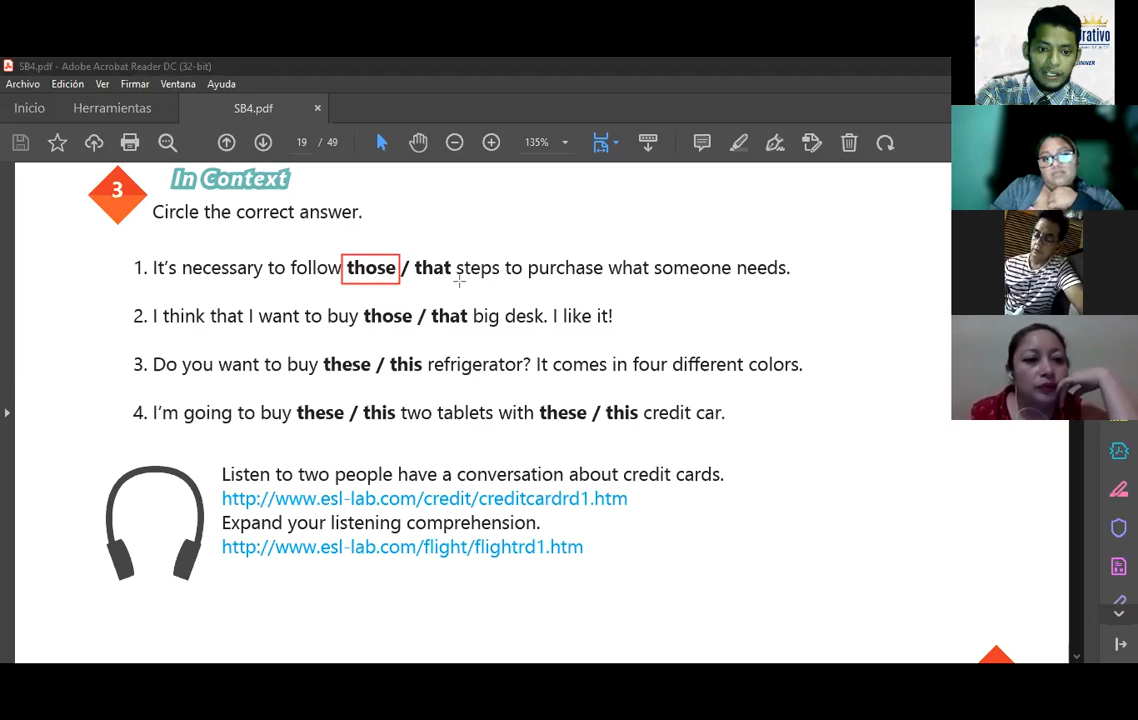 SB4.pdf - Adobe Acrobat Reader DC (32-bit)
Archivo Edición Ver Firmar Ventana Ayuda
Inicio Herramientas SB4.pdf ×
19 / 49 135%
3 In Context
Circle the correct answer.
1. It's necessary to follow those / that steps to purchase what someone needs.
2. I think that I want to buy those / that big desk. I like it!
3. Do you want to buy these / this refrigerator? It comes in four different colors.
4. I'm going to buy these / this two tablets with these / this credit car.
Listen to two people have a conversation about credit cards.
http://www.esl-lab.com/credit/creditcardrd1.htm
Expand your listening comprehension.
http://www.esl-lab.com/flight/flightrd1.htm